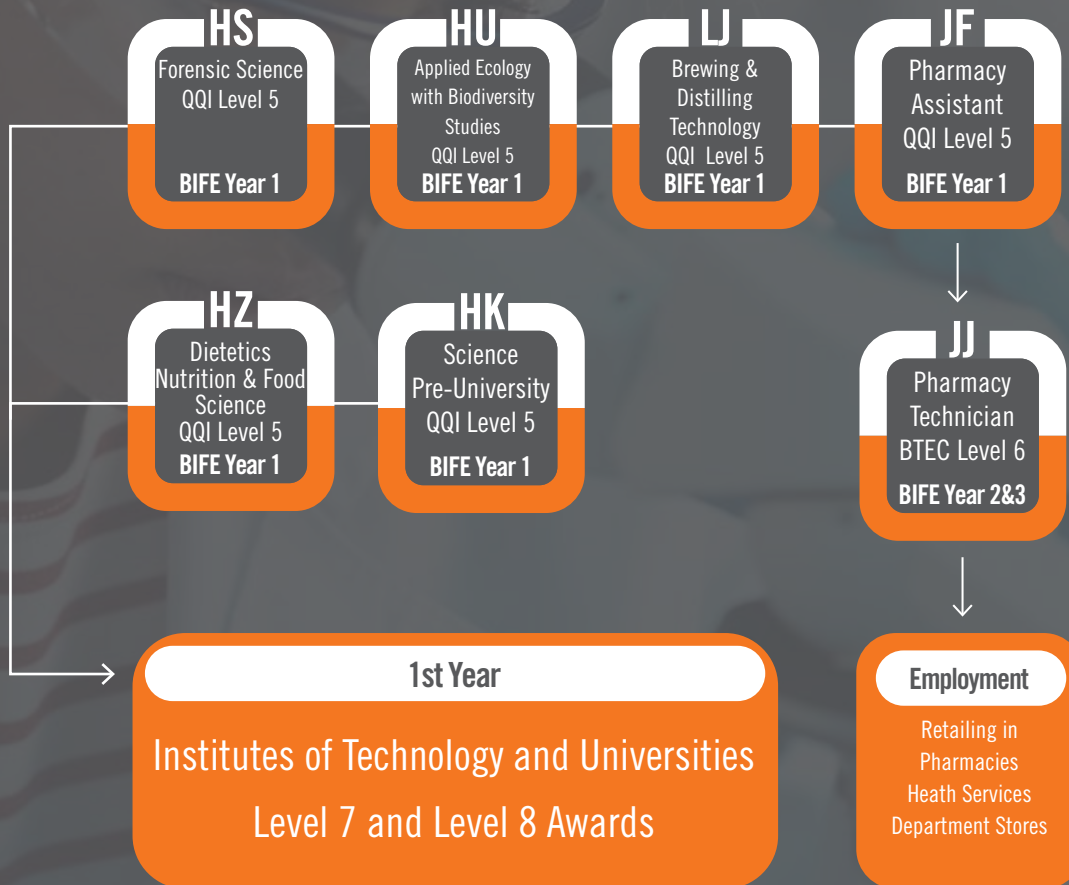 HS
Forensic Science
QQI Level 5
BIFE Year 1
HU
Applied Ecology
with Biodiversity
Studies
QQI Level 5
BIFE Year 1
LJ
Brewing &
Distilling
Technology
QQI Level 5
BIFE Year 1
JF
Pharmacy
Assistant
QQI Level 5
BIFE Year 1
HZ
Dietetics
Nutrition & Food
Science
QQI Level 5
BIFE Year 1
HK
Science
Pre-University
QQI Level 5
BIFE Year 1
JJ
Pharmacy
Technician
BTEC Level 6
BIFE Year 2&3
1st Year
Institutes of Technology and Universities
Level 7 and Level 8 Awards
Employment
Retailing in
Pharmacies
Heath Services
Department Stores